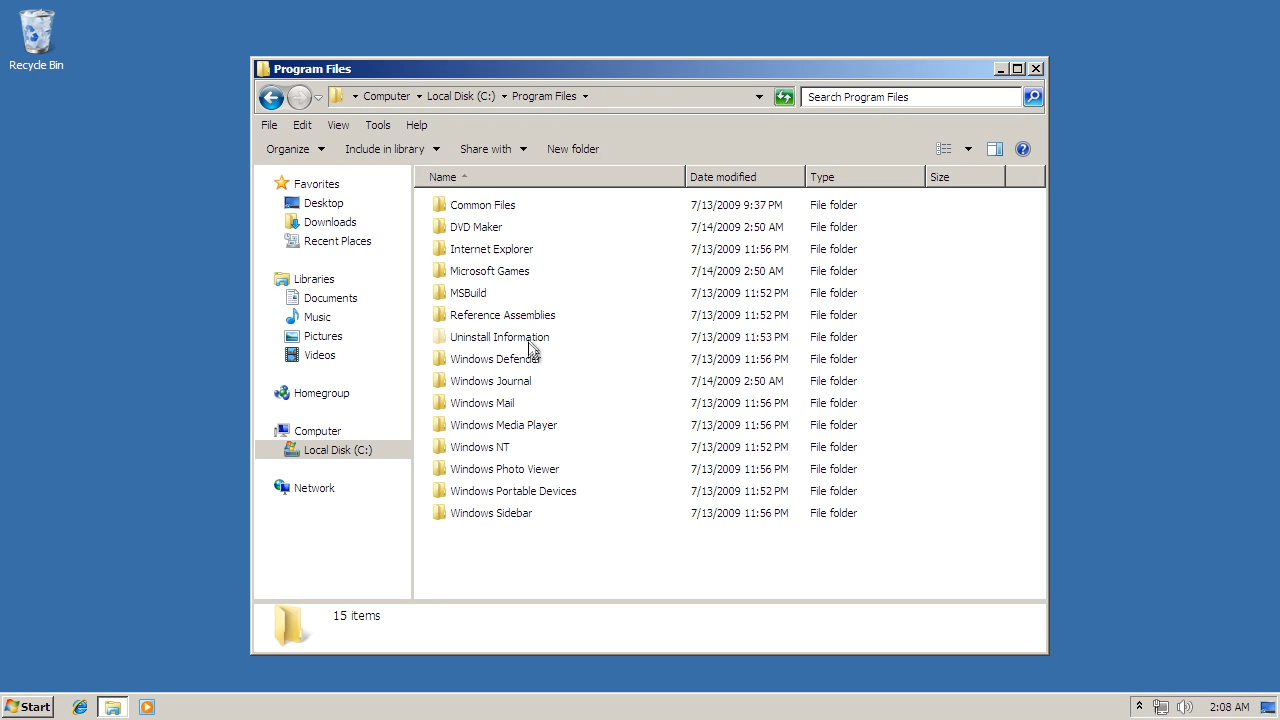 Recycle Bin
Program Files
Computer Local Disk (C:) Program Files Search Program Files
File Edit View Tools Help
Organize Include in library Share with New folder
Name Date modified Type Size
Favorites
Desktop
Downloads
Recent Places
Libraries
Documents
Music
Pictures
Videos
Homegroup
Computer
Local Disk (C:)
Network
Common Files 7/13/2009 9:37 PM File folder
DVD Maker 7/14/2009 2:50 AM File folder
Internet Explorer 7/13/2009 11:56 PM File folder
Microsoft Games 7/14/2009 2:50 AM File folder
MSBuild 7/13/2009 11:52 PM File folder
Reference Assemblies 7/13/2009 11:52 PM File folder
Uninstall Information 7/13/2009 11:53 PM File folder
Windows Defender 7/13/2009 11:56 PM File folder
Windows Journal 7/14/2009 2:50 AM File folder
Windows Mail 7/13/2009 11:56 PM File folder
Windows Media Player 7/13/2009 11:56 PM File folder
Windows NT 7/13/2009 11:52 PM File folder
Windows Photo Viewer 7/13/2009 11:56 PM File folder
Windows Portable Devices 7/13/2009 11:52 PM File folder
Windows Sidebar 7/13/2009 11:56 PM File folder
15 items
Start 2:08 AM